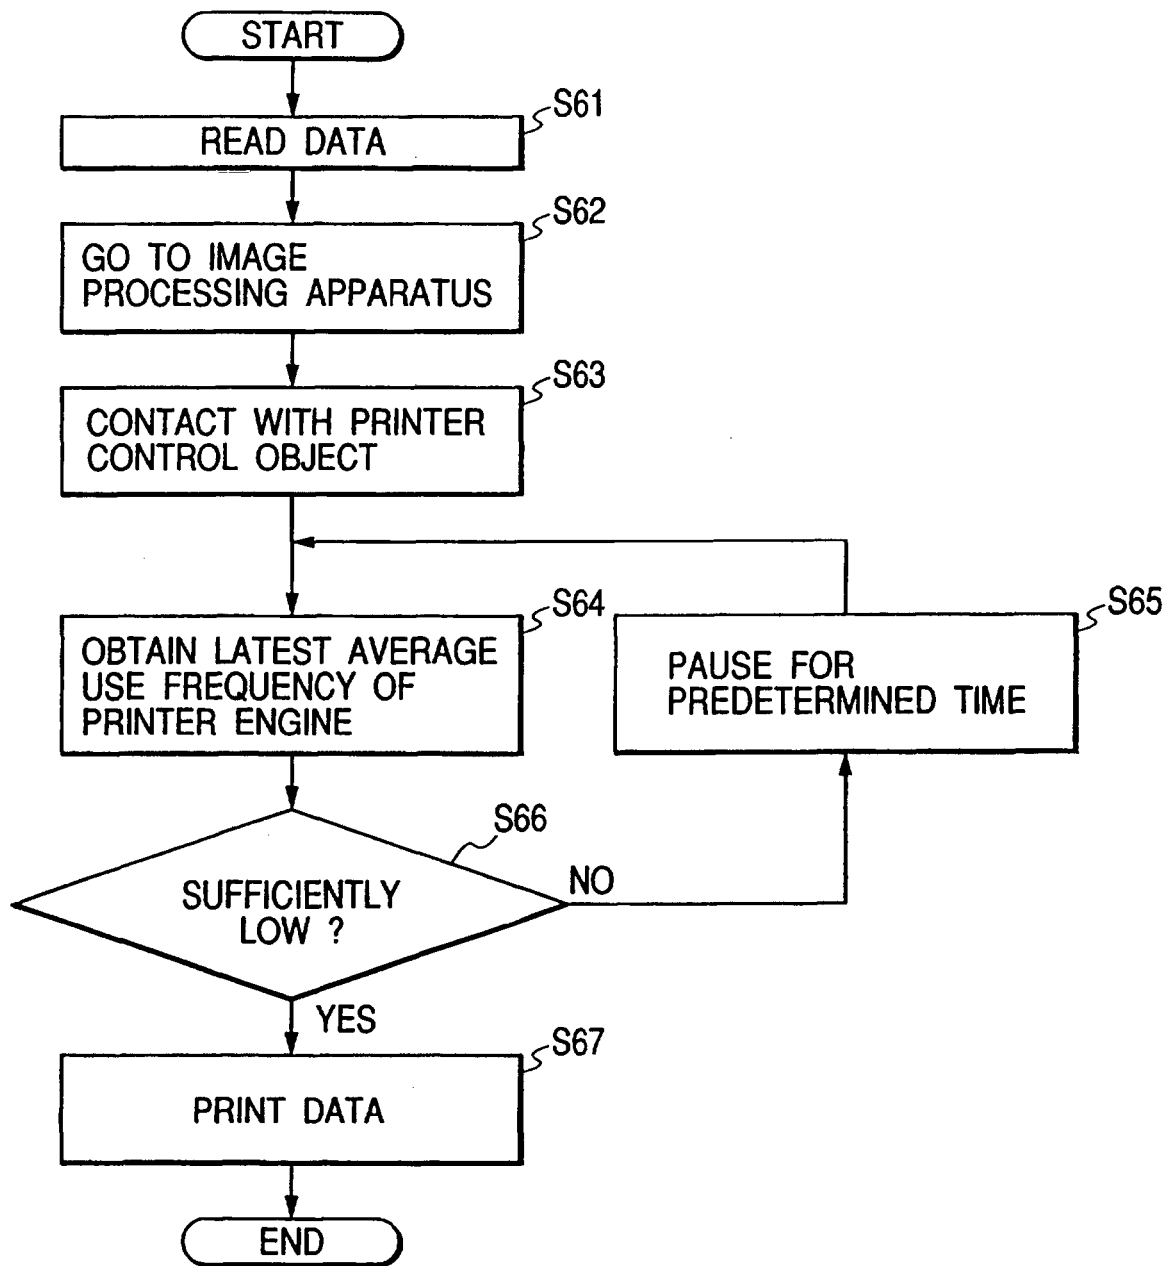 START
S61
READ DATA
S62
GO TO IMAGE
PROCESSING APPARATUS
S63
CONTACT WITH PRINTER
CONTROL OBJECT
S64
OBTAIN LATEST AVERAGE
USE FREQUENCY OF
PRINTER ENGINE
S65
PAUSE FOR
PREDETERMINED TIME
S66
SUFFICIENTLY
LOW ?
NO
YES
S67
PRINT DATA
END